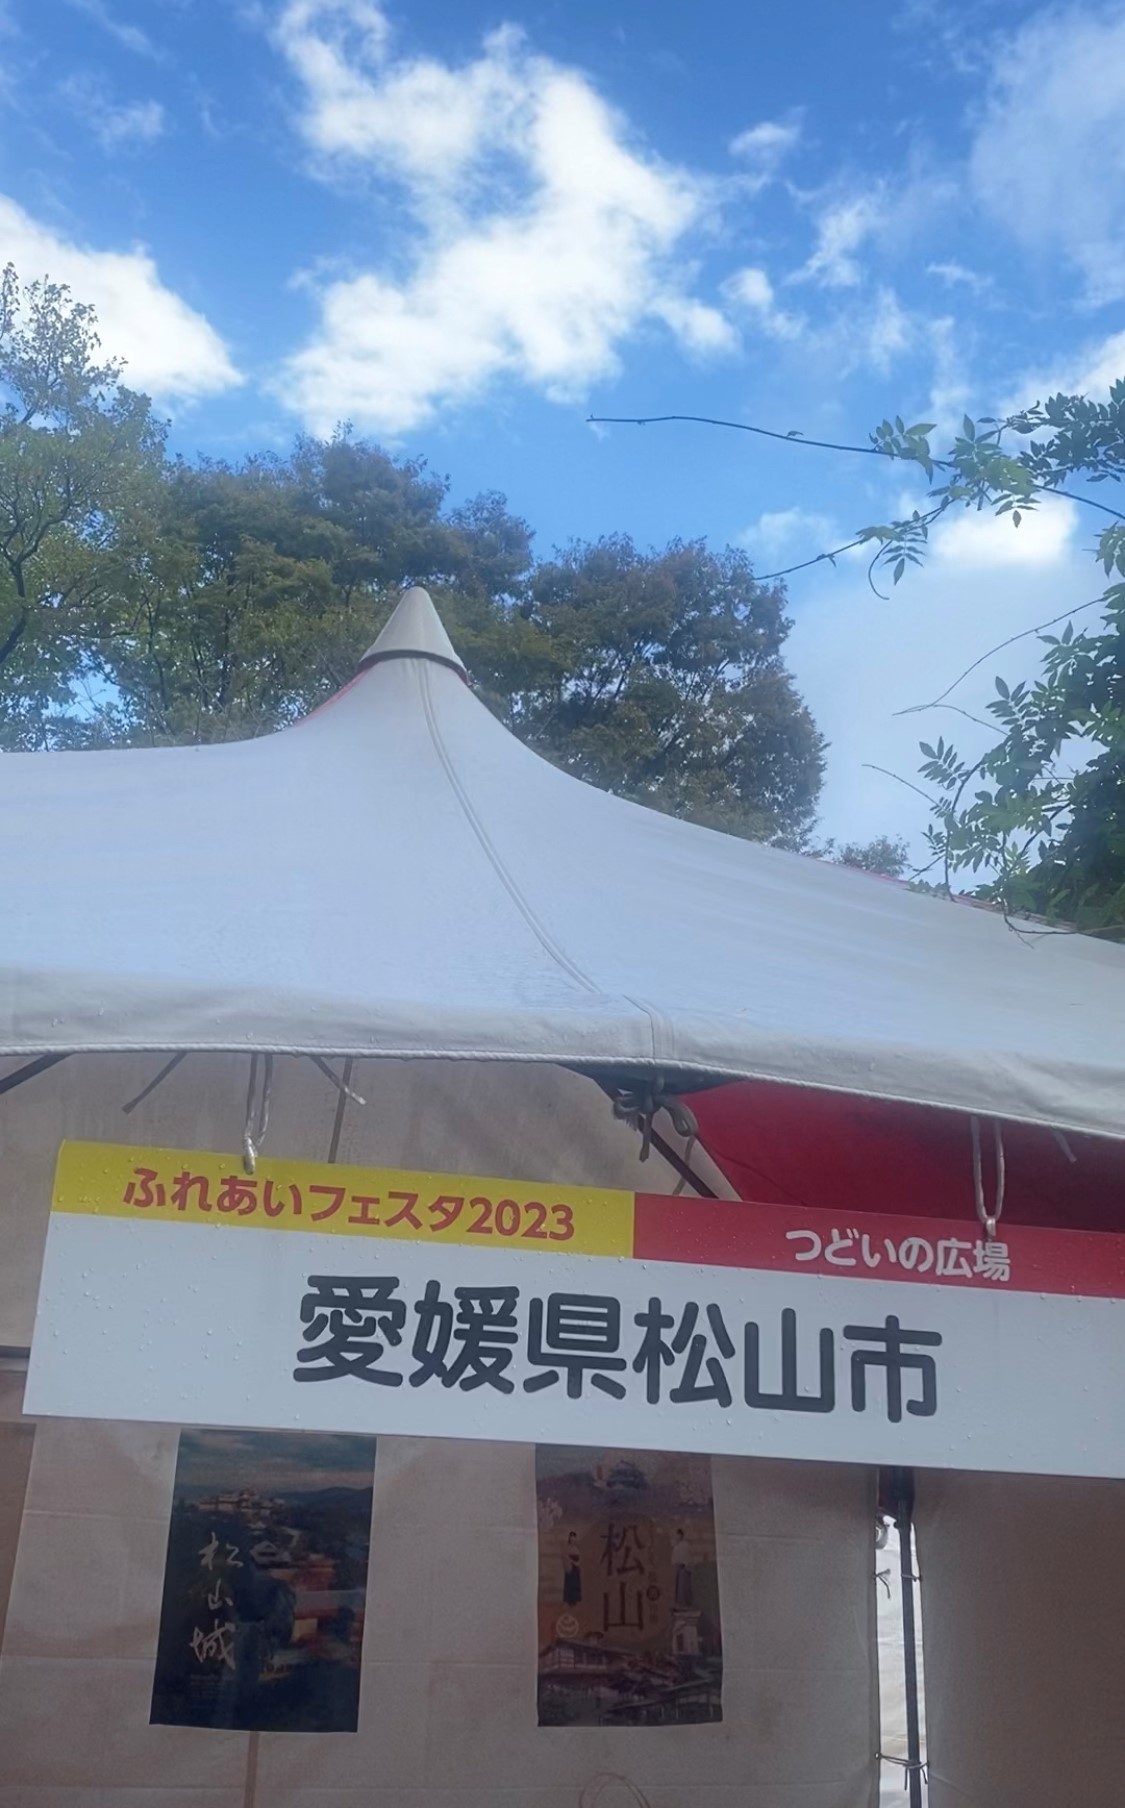 ふれあいフェスタ2023
つどいの広場
愛媛県松山市
松山城
松山